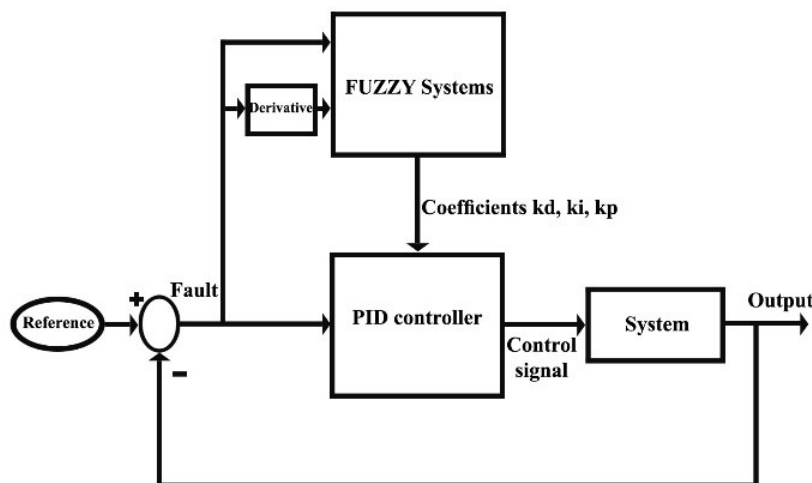 FUZZY Systems
Derivative
Coefficients kd, ki, kp
Fault
+
Reference
PID controller
Control
signal
System
Output
-